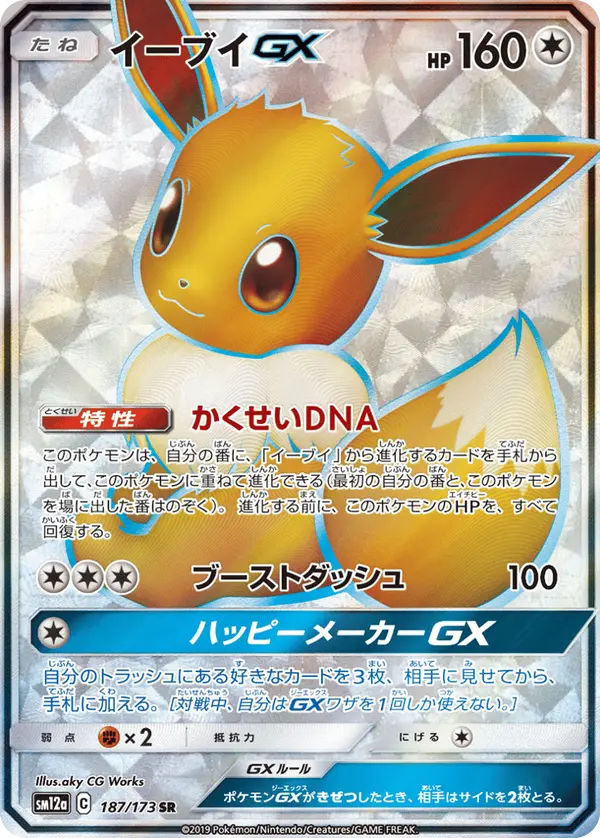 たね イーブイGX HP160
とくせい
特性 かくせいDNA
このポケモンは、自分の番に、「イーブイ」から進化するカードを手札から
出して、このポケモンに重ねて進化できる(最初の自分の番と、このポケモン
を場に出した番はのぞく)。進化する前に、このポケモンのHPを、すべて
回復する。
ブーストダッシュ 100
ハッピーメーカーGX
自分のトラッシュにある好きなカードを3枚、相手に見せてから、
手札に加える。[対戦中、自分はGXワザを1回しか使えない。]
弱点 ×2 抵抗力 にげる
GXルール
ポケモンGXがきぜつしたとき、相手はサイドを2枚とる。
Illus.aky CG Works
sm12a C 187/173 SR
©2019 Pokémon/Nintendo/Creatures/GAME FREAK.